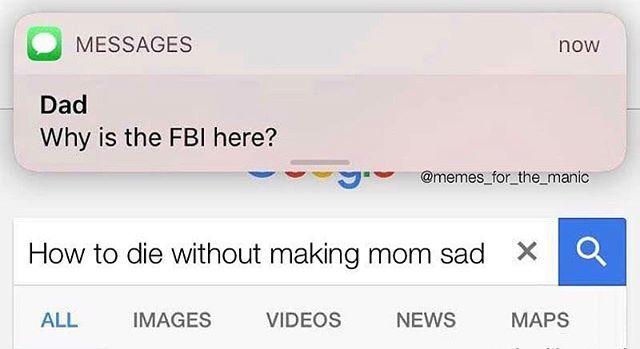 MESSAGES now
Dad
Why is the FBI here?
@memes_for_the_manic
How to die without making mom sad
ALL IMAGES VIDEOS NEWS MAPS